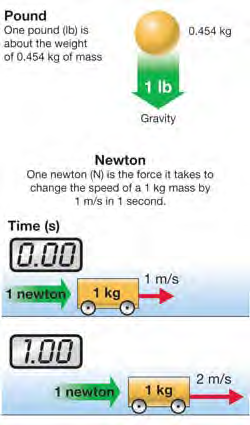 Pound
One pound (lb) is
about the weight
of 0.454 kg of mass
0.454 kg
1 lb
Gravity
Newton
One newton (N) is the force it takes to
change the speed of a 1 kg mass by
1 m/s in 1 second.
Time (s)
0.00
1 newton
1 kg
1 m/s
1.00
1 newton
1 kg
2 m/s